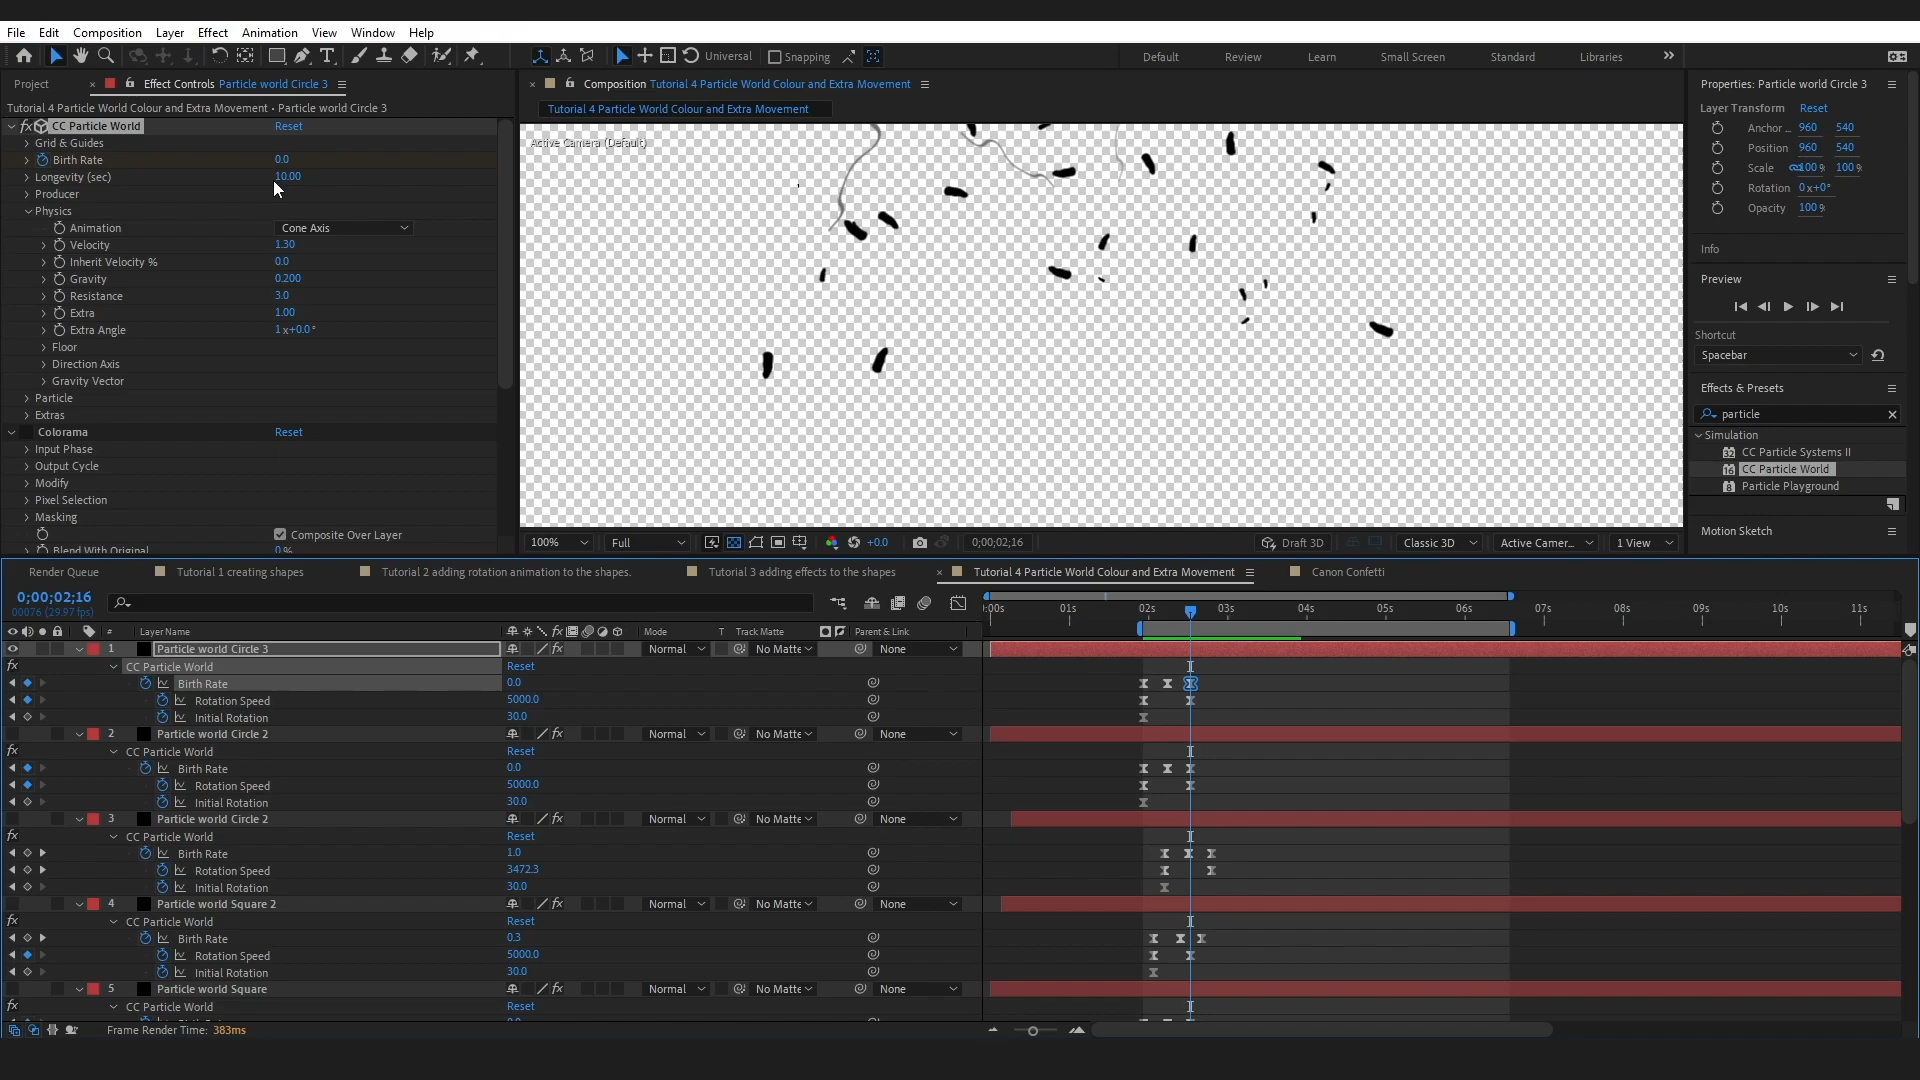 File Edit Composition Layer Effect Animation View Window Help
Universal Snapping Default Review Learn Small Screen Standard Libraries
Project Effect Controls Particle world Circle 3
Tutorial 4 Particle World Colour and Extra Movement • Particle world Circle 3
fx CC Particle World Reset
Grid & Guides
Birth Rate 0.0
Longevity (sec) 10.00
Producer
Physics
Animation Cone Axis
Velocity 1.30
Inherit Velocity % 0.0
Gravity 0.200
Resistance 3.0
Extra 1.00
Extra Angle 1x+0.0°
Floor
Direction Axis
Gravity Vector
Particle
Extras
Colorama Reset
Input Phase
Output Cycle
Modify
Pixel Selection
Masking
Composite Over Layer
Blend With Original 0%
Composition Tutorial 4 Particle World Colour and Extra Movement
Tutorial 4 Particle World Colour and Extra Movement
Active Camera (Default)
100% Full +0.0 0;00;02;16 Draft 3D Classic 3D Active Camer... 1 View
Properties: Particle world Circle 3
Layer Transform Reset
Anchor ... 960 540
Position 960 540
Scale 100% 100%
Rotation 0x+0°
Opacity 100%
Info
Preview
Shortcut
Spacebar
Effects & Presets
particle
Simulation
CC Particle Systems II
CC Particle World
Particle Playground
Motion Sketch
Render Queue Tutorial 1 creating shapes Tutorial 2 adding rotation animation to the shapes. Tutorial 3 adding effects to the shapes Tutorial 4 Particle World Colour and Extra Movement Canon Confetti
0;00;02;16
00076 (29.97 fps)
:00s 01s 02s 03s 04s 05s 06s 07s 08s 09s 10s 11s
# Layer Name Mode T Track Matte Parent & Link
1 Particle world Circle 3 fx Normal No Matte None
fx CC Particle World Reset
Birth Rate 0.0
Rotation Speed 5000.0
Initial Rotation 30.0
2 Particle world Circle 2 fx Normal No Matte None
fx CC Particle World Reset
Birth Rate 0.0
Rotation Speed 5000.0
Initial Rotation 30.0
3 Particle world Circle 2 fx Normal No Matte None
fx CC Particle World Reset
Birth Rate 1.0
Rotation Speed 3472.3
Initial Rotation 30.0
4 Particle world Square 2 fx Normal No Matte None
fx CC Particle World Reset
Birth Rate 0.3
Rotation Speed 5000.0
Initial Rotation 30.0
5 Particle world Square fx Normal No Matte None
fx CC Particle World Reset
Frame Render Time: 383ms